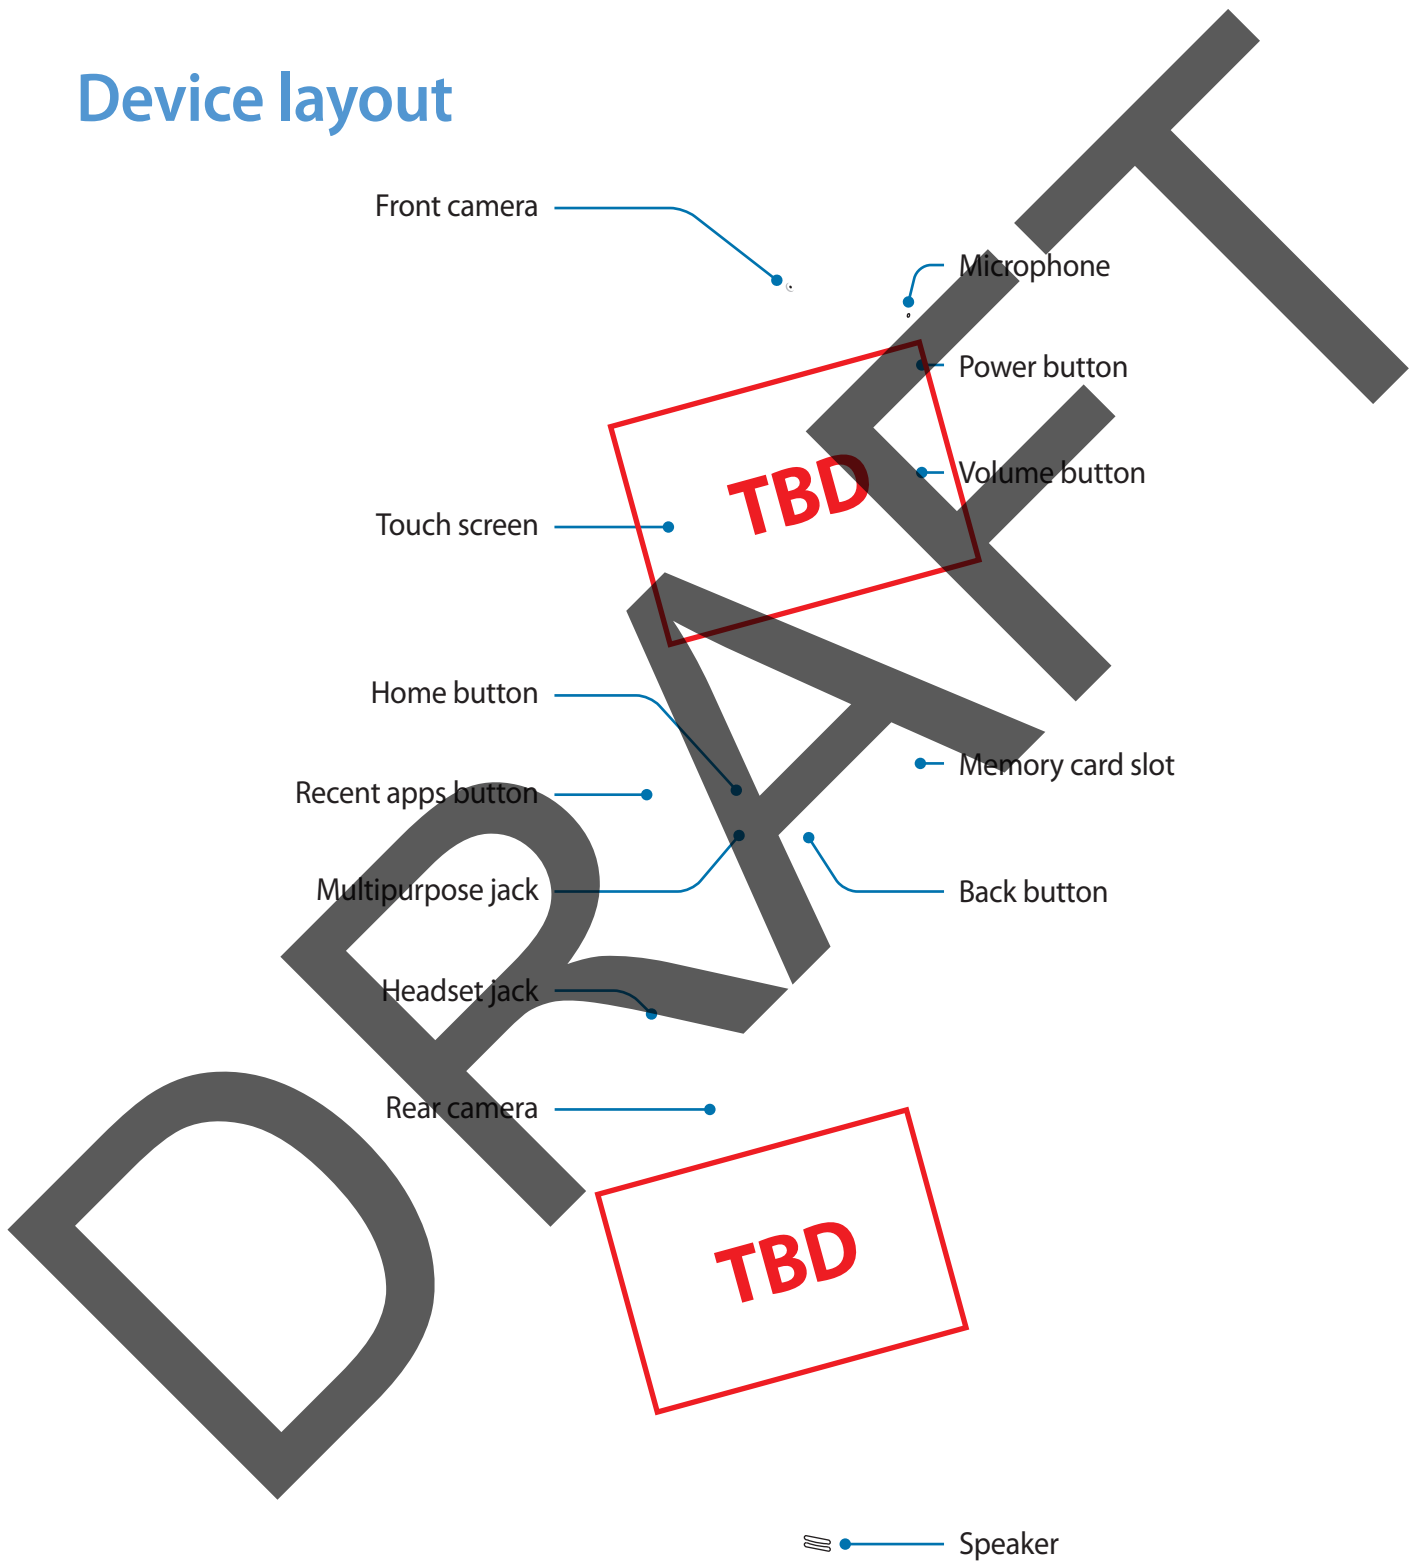 Device layout
Front camera
Microphone
Power button
TBD
Volume button
Touch screen
Home button
Memory card slot
Recent apps button
Multipurpose jack
Back button
Headset jack
Rear camera
TBD
Speaker
DRAFT